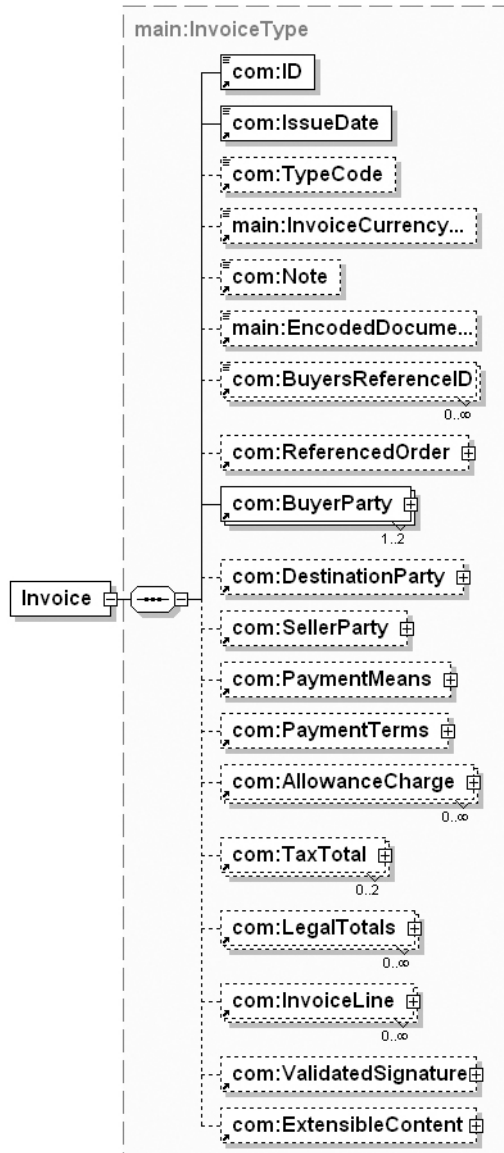 main:InvoiceType
com:ID
com:IssueDate
com:TypeCode
main:InvoiceCurrency...
com:Note
main:EncodedDocume...
com:BuyersReferenceID
0..∞
com:ReferencedOrder
com:BuyerParty
1..2
com:DestinationParty
Invoice
com:SellerParty
com:PaymentMeans
com:PaymentTerms
com:AllowanceCharge
0..∞
com:TaxTotal
0..2
com:LegalTotals
0..∞
com:InvoiceLine
0..∞
com:ValidatedSignature
com:ExtensibleContent